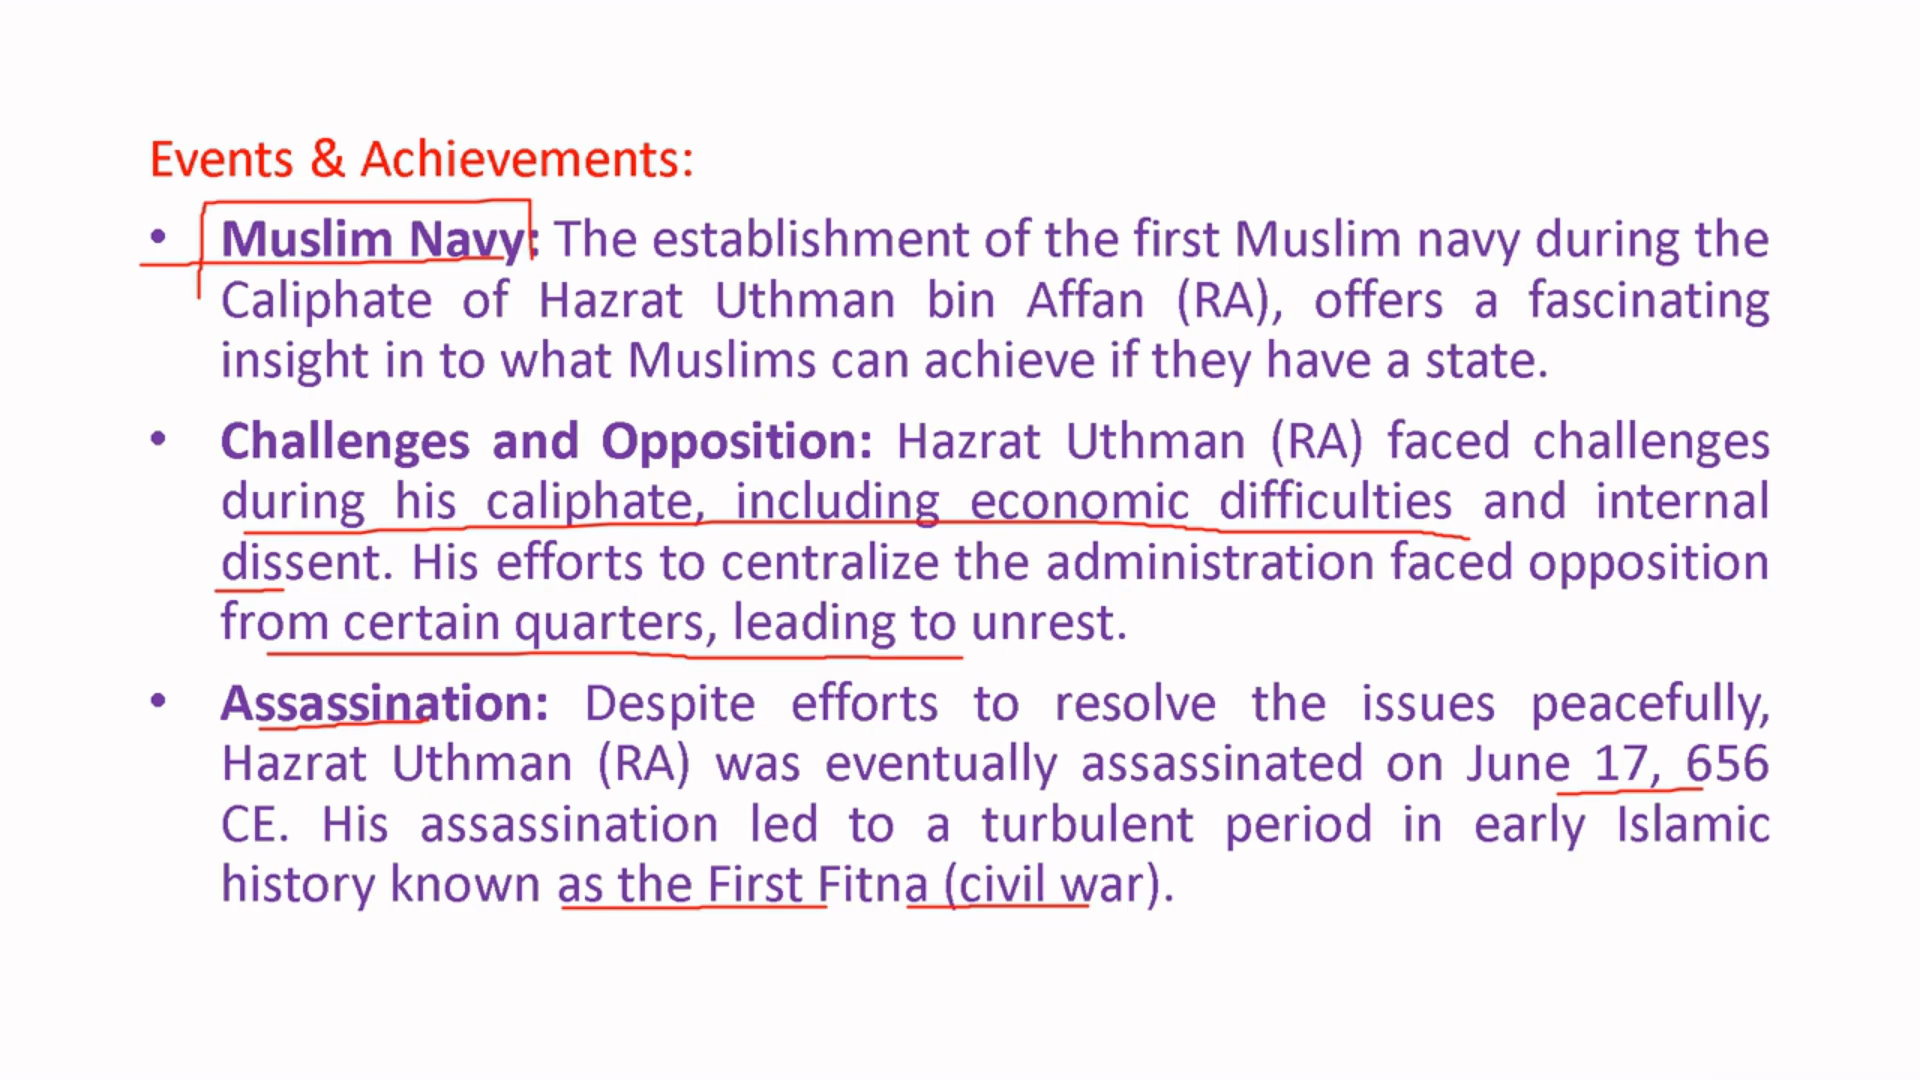 Events & Achievements:
• Muslim Navy: The establishment of the first Muslim navy during the
Caliphate of Hazrat Uthman bin Affan (RA), offers a fascinating
insight in to what Muslims can achieve if they have a state.
• Challenges and Opposition: Hazrat Uthman (RA) faced challenges
during his caliphate, including economic difficulties and internal
dissent. His efforts to centralize the administration faced opposition
from certain quarters, leading to unrest.
• Assassination: Despite efforts to resolve the issues peacefully,
Hazrat Uthman (RA) was eventually assassinated on June 17, 656
CE. His assassination led to a turbulent period in early Islamic
history known as the First Fitna (civil war).